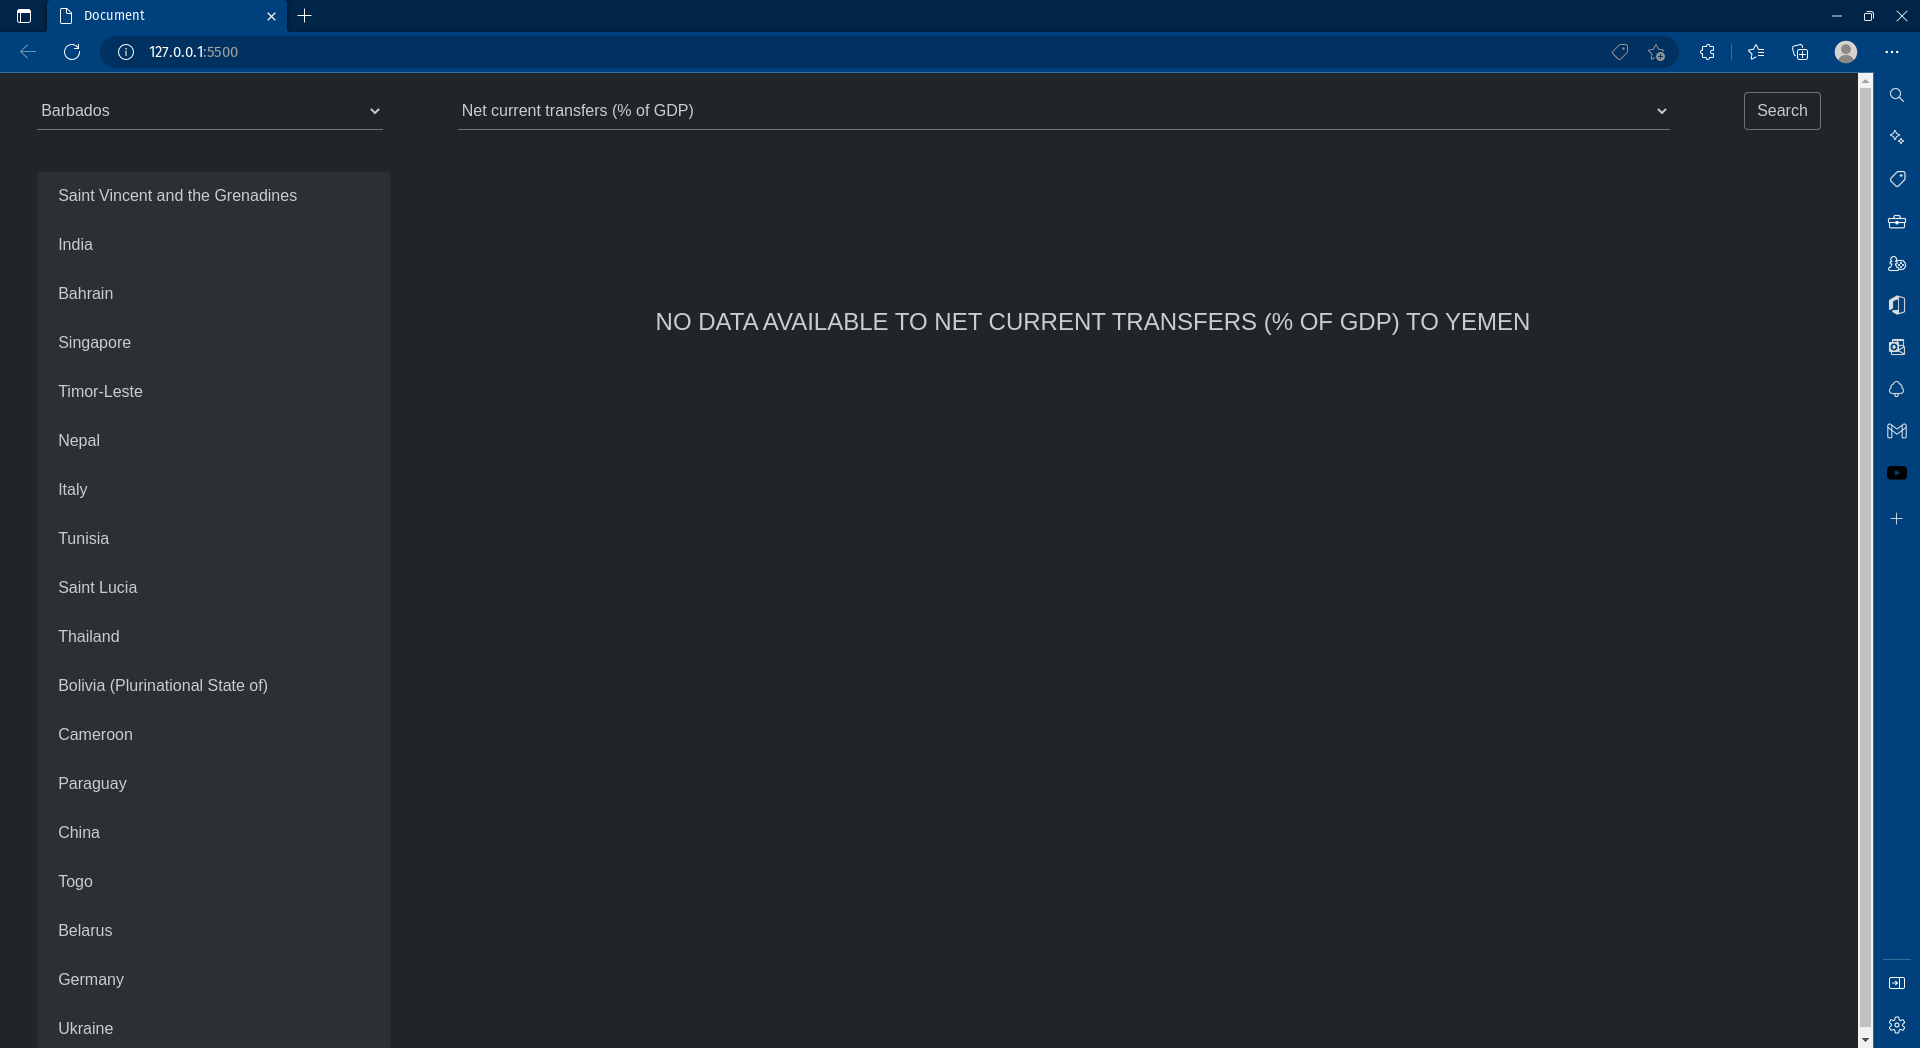 Document
127.0.0.1:5500
Barbados
Net current transfers (% of GDP)
Search
Saint Vincent and the Grenadines
India
Bahrain
Singapore
Timor-Leste
Nepal
Italy
Tunisia
Saint Lucia
Thailand
Bolivia (Plurinational State of)
Cameroon
Paraguay
China
Togo
Belarus
Germany
Ukraine
NO DATA AVAILABLE TO NET CURRENT TRANSFERS (% OF GDP) TO YEMEN